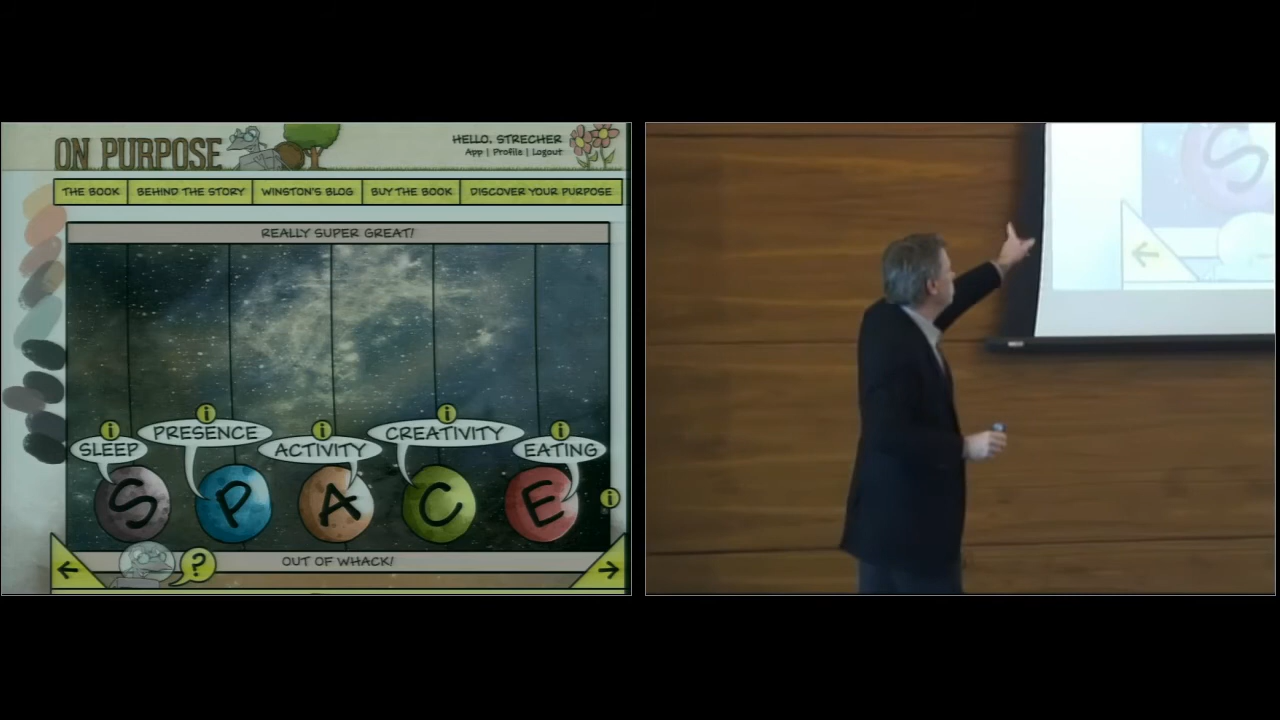 ON PURPOSE
HELLO, STRECHER
App | Profile | Logout
THE BOOK
BEHIND THE STORY
WINSTON'S BLOG
BUY THE BOOK
DISCOVER YOUR PURPOSE
REALLY SUPER GREAT!
i i i i i
SLEEP PRESENCE ACTIVITY CREATIVITY EATING
S P A C E
i
?
OUT OF WHACK!
S